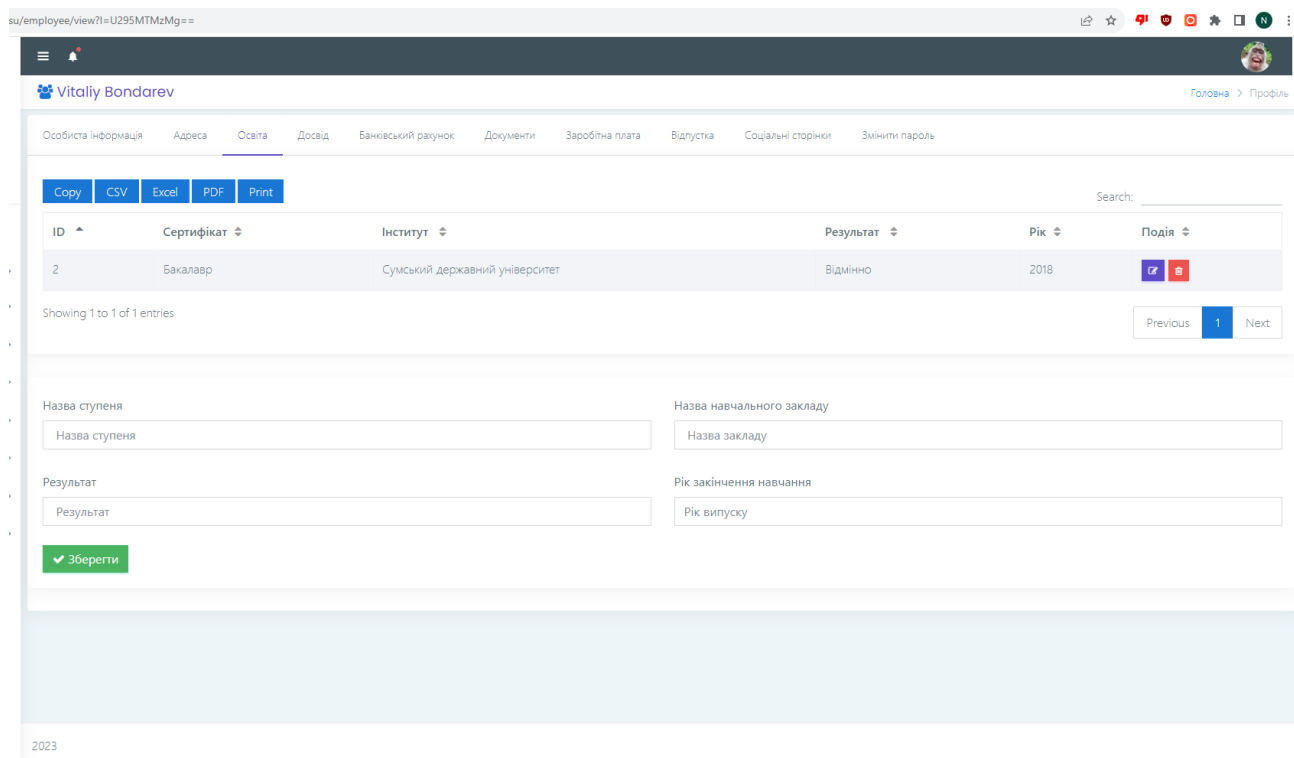 su/employee/view?I=U295MTMzMg==
N
Vitaliy Bondarev
Головна > Профіль
Особиста інформація Адреса Освіта Досвід Банківський рахунок Документи Заробітна плата Відпустка Соціальні сторінки Змінити пароль
Copy CSV Excel PDF Print
Search:
ID Сертифікат Інститут Результат Рік Подія
2 Бакалавр Сумський державний університет Відмінно 2018
Showing 1 to 1 of 1 entries
Previous 1 Next
Назва ступеня Назва навчального закладу
Назва ступеня Назва закладу
Результат Рік закінчення навчання
Результат Рік випуску
Зберегти
2023